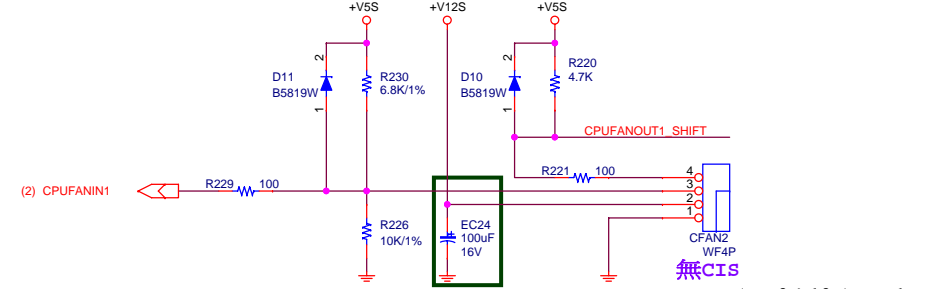 +V5S
+V12S
+V5S
2
D11
B5819W
1
R230
6.8K/1%
2
D10
B5819W
1
R220
4.7K
CPUFANOUT1_SHIFT
R221 100
4
3
2
1
(2) CPUFANIN1
R229 100
R226
10K/1%
EC24
100uF
16V
+
CFAN2
WF4P
無CIS